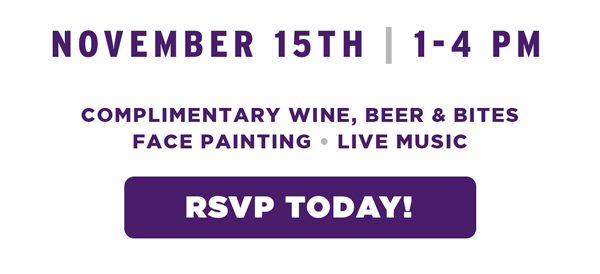 NOVEMBER 15TH | 1-4 PM
COMPLIMENTARY WINE, BEER & BITES
FACE PAINTING • LIVE MUSIC
RSVP TODAY!